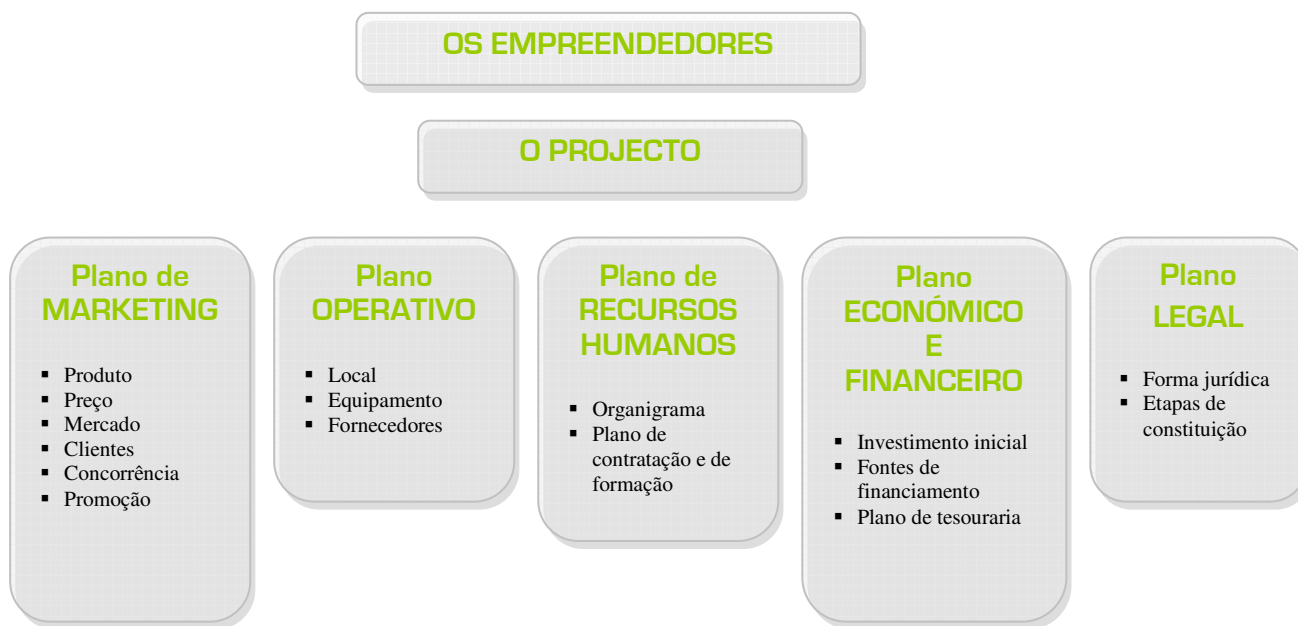 OS EMPREENDEDORES
O PROJECTO
Plano de
MARKETING
▪ Produto
▪ Preço
▪ Mercado
▪ Clientes
▪ Concorrência
▪ Promoção
Plano
OPERATIVO
▪ Local
▪ Equipamento
▪ Fornecedores
Plano de
RECURSOS
HUMANOS
▪ Organigrama
▪ Plano de
contratação e de
formação
Plano
ECONÓMICO
E
FINANCEIRO
▪ Investimento inicial
▪ Fontes de
financiamento
▪ Plano de tesouraria
Plano
LEGAL
▪ Forma jurídica
▪ Etapas de
constituição